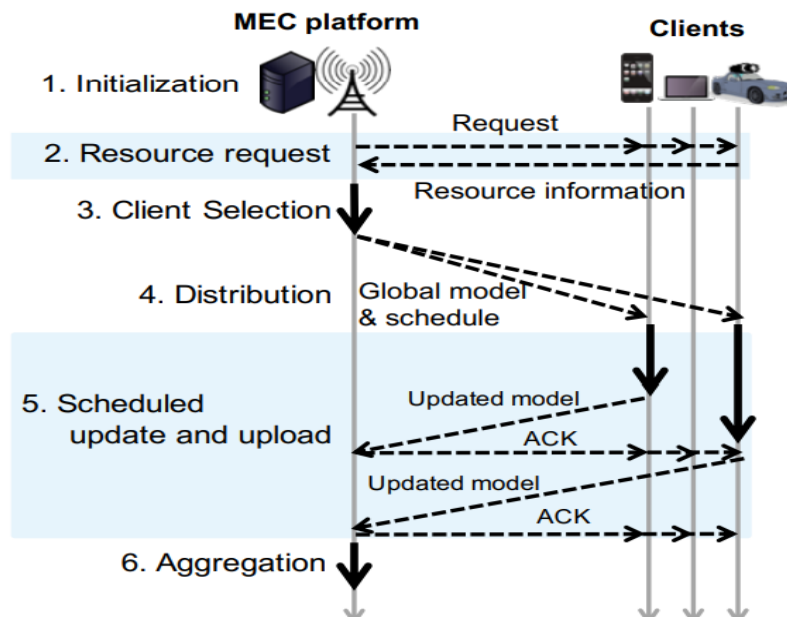 MEC platform
Clients
1. Initialization
Request
2. Resource request
Resource information
3. Client Selection
4. Distribution
Global model
& schedule
5. Scheduled
update and upload
Updated model
ACK
Updated model
ACK
6. Aggregation